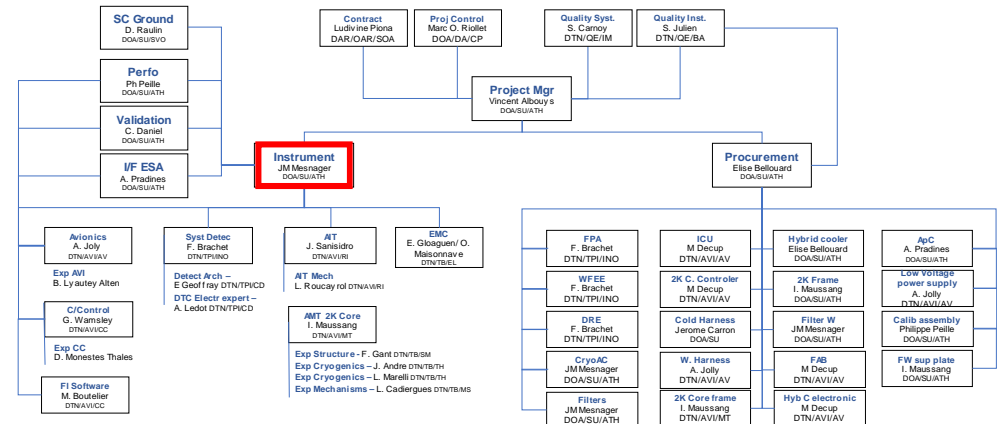 SC Ground
D. Raulin
DOA/SU/SVO
Contract
Ludivine Piona
DAR/OAR/SOA
Proj Control
Marc O. Riollet
DOA/DA/CP
Quality Syst.
S. Carnoy
DTN/QE/IM
Quality Inst.
S. Julien
DTN/QE/BA
Perfo
Ph Peille
DOA/SU/ATH
Project Mgr
Vincent Albouys
DOA/SU/ATH
Validation
C. Daniel
DOA/SU/ATH
I/F ESA
A. Pradines
DOA/SU/ATH
Instrument
JM Mesnager
DOA/SU/ATH
Procurement
Elise Bellouard
DOA/SU/ATH
Avionics
A. Joly
DTN/AVI/AV
Exp AVI
B. Lyautey Alten
C/Control
G. Wamsley
DTN/AVI/CC
Exp CC
D. Monestes Thales
FI Software
M. Boutelier
DTN/AVI/CC
Syst Detec
F. Brachet
DTN/TPI/INO
Detect Arch –
E Geoffray DTN/TPI/CD
DTC Electr expert –
A. Ledot DTN/TPI/CD
AIT
J. Sanisidro
DTN/AVI/RI
AIT Mech
L. Roucayrol DTN/AVI/RI
AMT 2K Core
I. Maussang
DTN/AVI/MT
Exp Structure - F. Gant DTN/TB/SM
Exp Cryogenics – J. Andre DTN/TB/TH
Exp Cryogenics – L. Marelli DTN/TB/TH
Exp Mechanisms – L. Cadiergues DTN/TB/MS
EMC
E. Gloaguen/ O.
Maisonnave
DTN/TB/EL
FPA
F. Brachet
DTN/TPI/INO
WFEE
F. Brachet
DTN/TPI/INO
DRE
F. Brachet
DTN/TPI/INO
CryoAC
JM Mesnager
DOA/SU/ATH
Filters
JM Mesnager
DOA/SU/ATH
ICU
M Decup
DTN/AVI/AV
2K C. Controler
M Decup
DTN/AVI/AV
Cold Harness
Jerome Carron
DOA/SU
W. Harness
A. Jolly
DTN/AVI/AV
2K Core frame
I. Maussang
DTN/AVI/MT
Hybrid cooler
Elise Bellouard
DOA/SU/ATH
2K Frame
I. Maussang
DOA/SU/ATH
Filter W
JM Mesnager
DOA/SU/ATH
FAB
M Decup
DTN/AVI/AV
Hyb C electronic
M Decup
DTN/AVI/AV
ApC
A. Pradines
DOA/SU/ATH
Low Voltage
power supply
A. Jolly
DTN/AVI/AV
Calib assembly
Philippe Peille
DOA/SU/ATH
FW sup plate
I. Maussang
DOA/SU/ATH